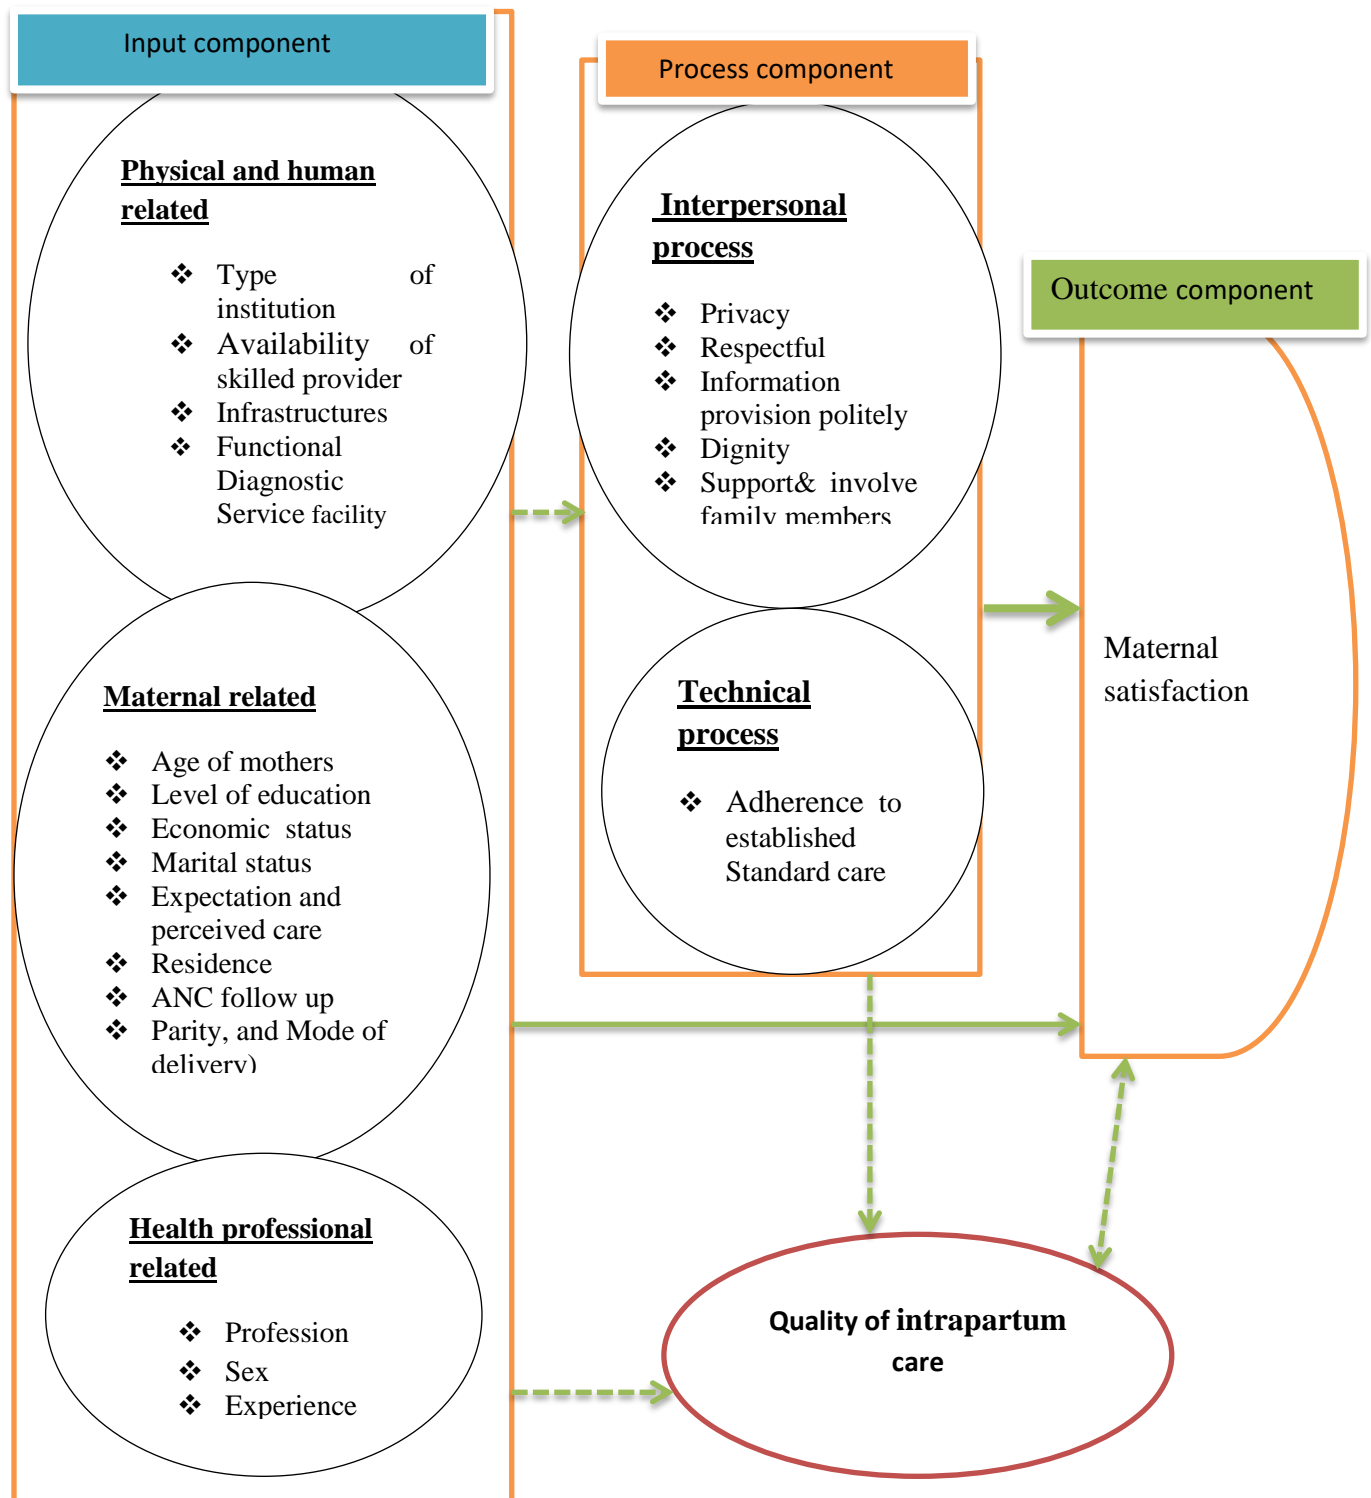 Input component
Physical and human
related
❖ Type of
institution
❖ Availability of
skilled provider
❖ Infrastructures
❖ Functional
Diagnostic
Service facility
Maternal related
❖ Age of mothers
❖ Level of education
❖ Economic status
❖ Marital status
❖ Expectation and
perceived care
❖ Residence
❖ ANC follow up
❖ Parity, and Mode of
delivery)
Health professional
related
❖ Profession
❖ Sex
❖ Experience
Process component
Interpersonal
process
❖ Privacy
❖ Respectful
❖ Information
provision politely
❖ Dignity
❖ Support& involve
family members
Technical
process
❖ Adherence to
established
Standard care
Outcome component
Maternal
satisfaction
Quality of intrapartum
care